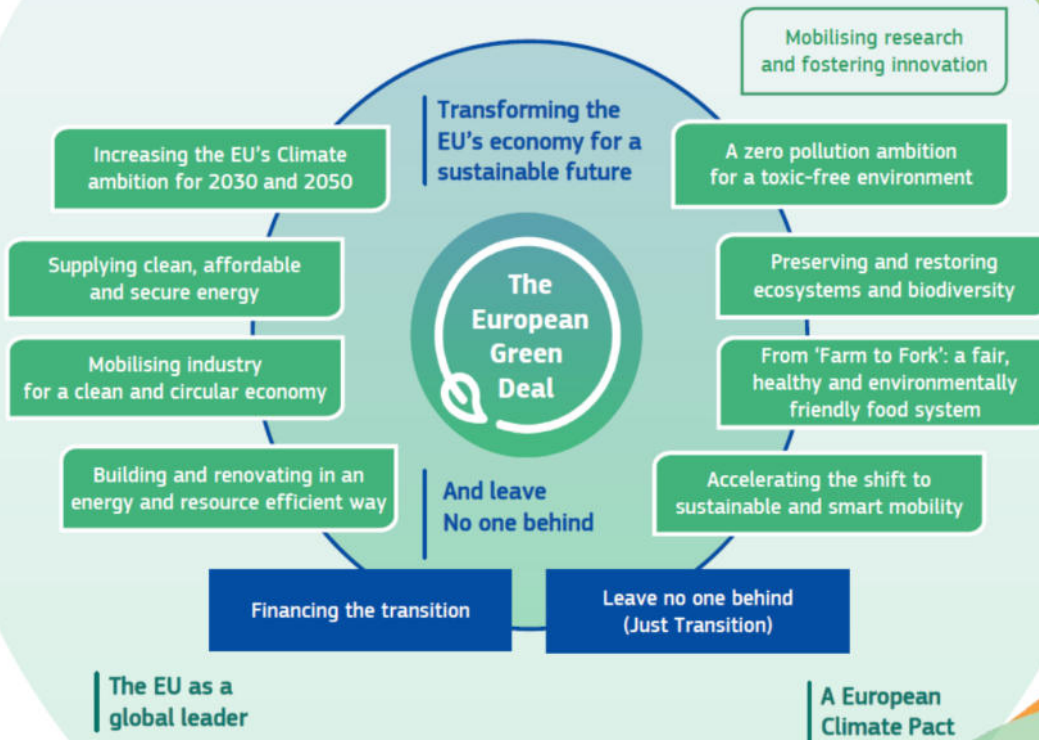 Mobilising research
and fostering innovation
Transforming the
EU's economy for a
sustainable future
Increasing the EU's Climate
ambition for 2030 and 2050
A zero pollution ambition
for a toxic-free environment
Supplying clean, affordable
and secure energy
Preserving and restoring
ecosystems and biodiversity
The
European
Green
Deal
Mobilising industry
for a clean and circular economy
From ‘Farm to Fork’: a fair,
healthy and environmentally
friendly food system
Building and renovating in an
energy and resource efficient way
Accelerating the shift to
sustainable and smart mobility
And leave
No one behind
Financing the transition
Leave no one behind
(Just Transition)
The EU as a
global leader
A European
Climate Pact